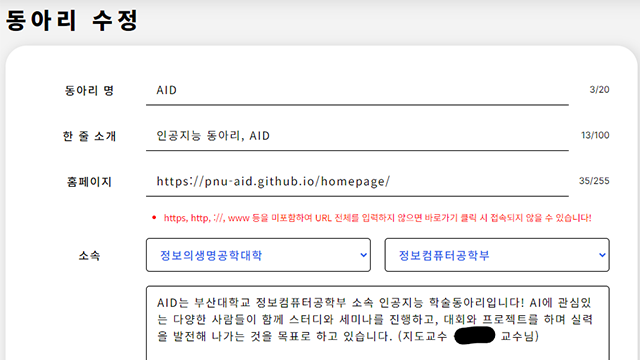 동아리 수정
동아리 명 AID 3/20
한 줄 소개 인공지능 동아리, AID 13/100
홈페이지 https://pnu-aid.github.io/homepage/ 35/255
• https, http, ://, www 등을 미포함하여 URL 전체를 입력하지 않으면 바로가기 클릭 시 접속되지 않을 수 있습니다!
소속 정보의생명공학대학 정보컴퓨터공학부
AID는 부산대학교 정보컴퓨터공학부 소속 인공지능 학술동아리입니다! AI에 관심있
는 다양한 사람들이 함께 스터디와 세미나를 진행하고, 대회와 프로젝트를 하며 실력
을 발전해 나가는 것을 목표로 하고 있습니다. (지도교수 교수님)